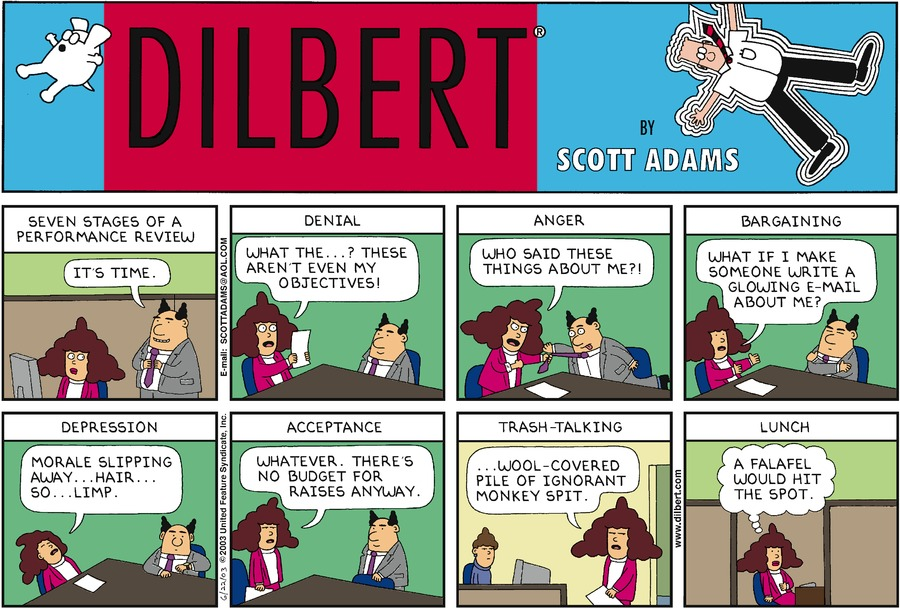 DILBERT®
BY
SCOTT ADAMS
SEVEN STAGES OF A
PERFORMANCE REVIEW
IT'S TIME.
E-mail: SCOTTADAMS@AOL.COM
DENIAL
WHAT THE...? THESE
AREN'T EVEN MY
OBJECTIVES!
ANGER
WHO SAID THESE
THINGS ABOUT ME?!
BARGAINING
WHAT IF I MAKE
SOMEONE WRITE A
GLOWING E-MAIL
ABOUT ME?
DEPRESSION
MORALE SLIPPING
AWAY...HAIR...
SO...LIMP.
6/22/03 © 2003 United Feature Syndicate, Inc.
ACCEPTANCE
WHATEVER. THERE'S
NO BUDGET FOR
RAISES ANYWAY.
TRASH-TALKING
...WOOL-COVERED
PILE OF IGNORANT
MONKEY SPIT.
www.dilbert.com
LUNCH
A FALAFEL
WOULD HIT
THE SPOT.